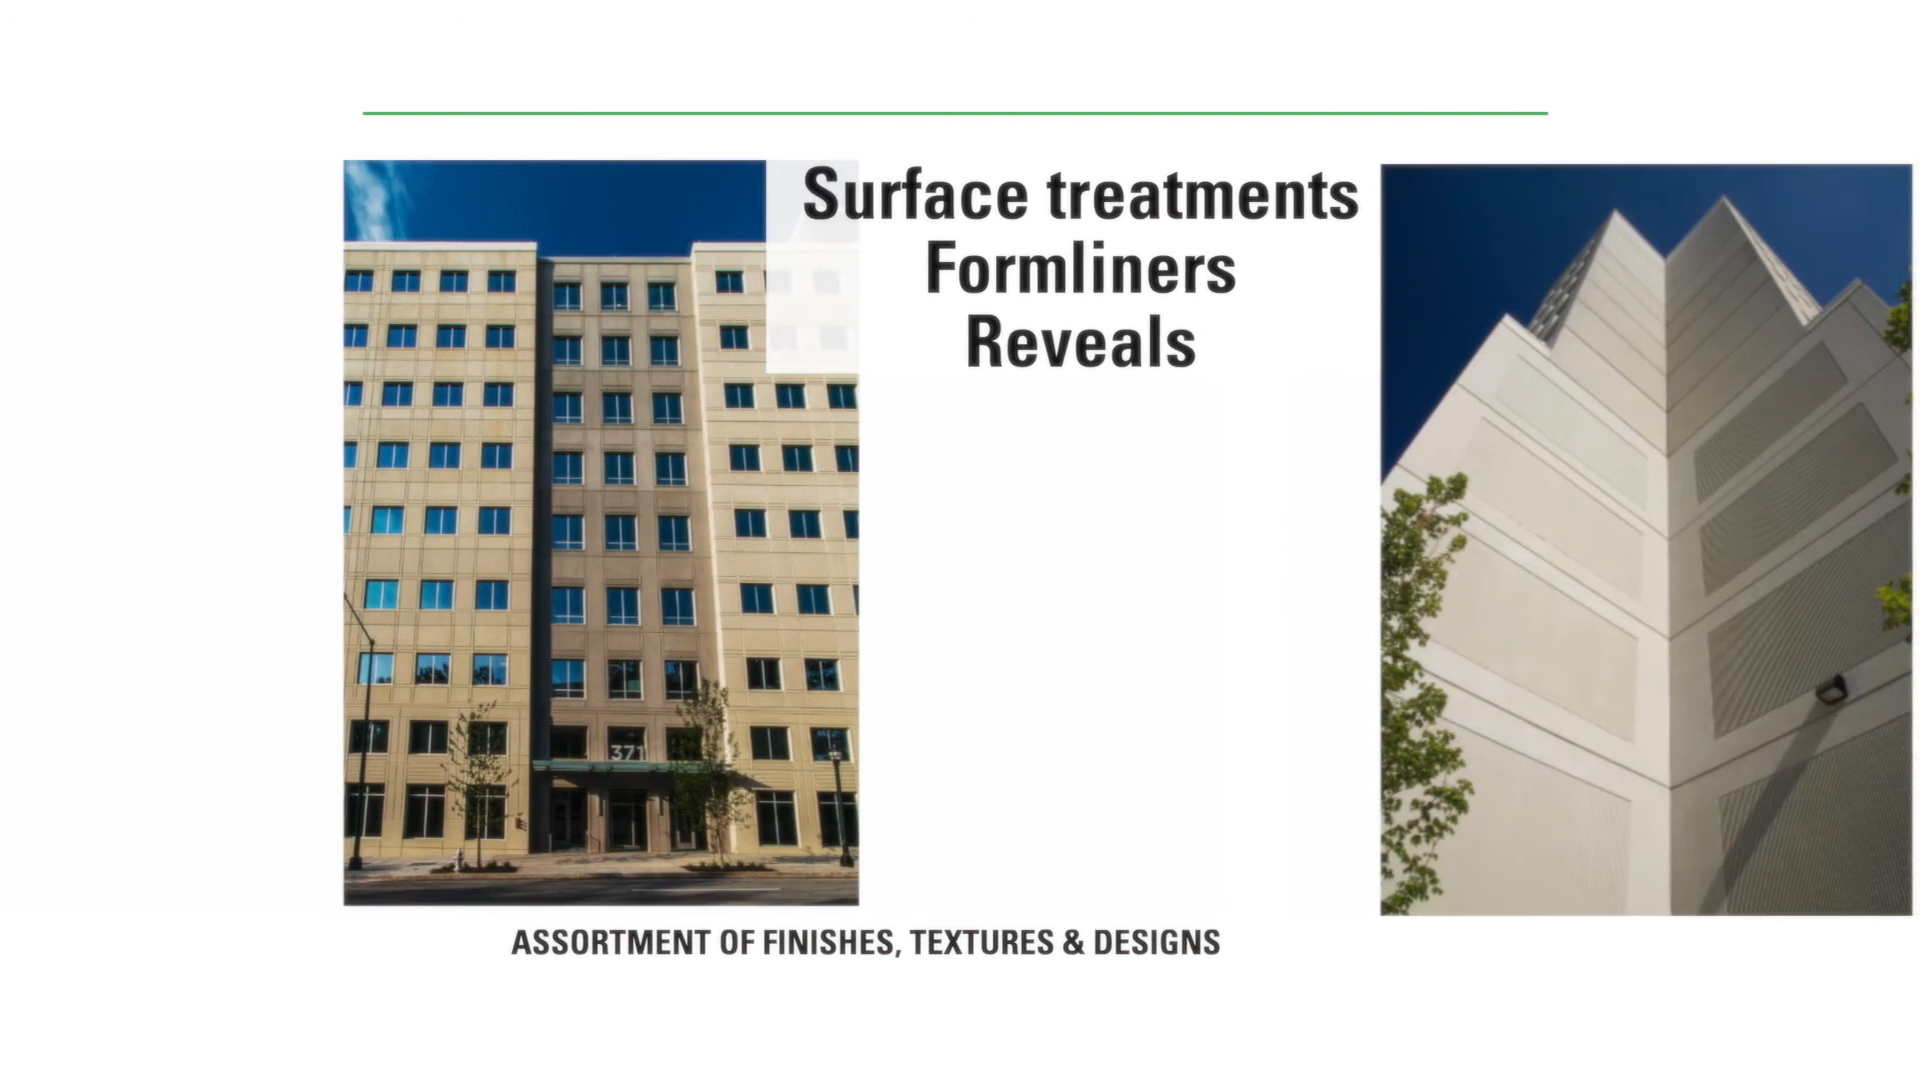 Surface treatments
Formliners
Reveals
371
ASSORTMENT OF FINISHES, TEXTURES & DESIGNS